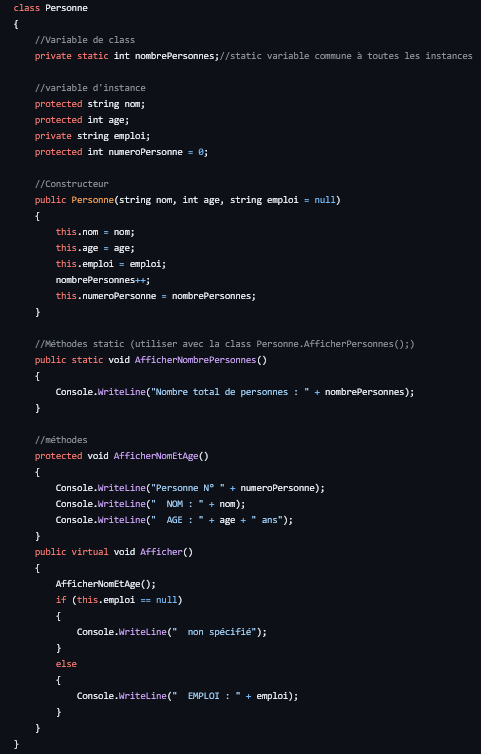 class Personne
{
//Variable de class
private static int nombrePersonnes;//static variable commune à toutes les instances
//variable d'instance
protected string nom;
protected int age;
private string emploi;
protected int numeroPersonne = 0;
//Constructeur
public Personne(string nom, int age, string emploi = null)
{
this.nom = nom;
this.age = age;
this.emploi = emploi;
nombrePersonnes++;
this.numeroPersonne = nombrePersonnes;
}
//Méthodes static (utiliser avec la class Personne.AfficherPersonnes();)
public static void AfficherNombrePersonnes()
{
Console.WriteLine("Nombre total de personnes : " + nombrePersonnes);
}
//méthodes
protected void AfficherNomEtAge()
{
Console.WriteLine("Personne N° " + numeroPersonne);
Console.WriteLine("  NOM : " + nom);
Console.WriteLine("  AGE : " + age + " ans");
}
public virtual void Afficher()
{
AfficherNomEtAge();
if (this.emploi == null)
{
Console.WriteLine("  non spécifié");
}
else
{
Console.WriteLine("  EMPLOI : " + emploi);
}
}
}